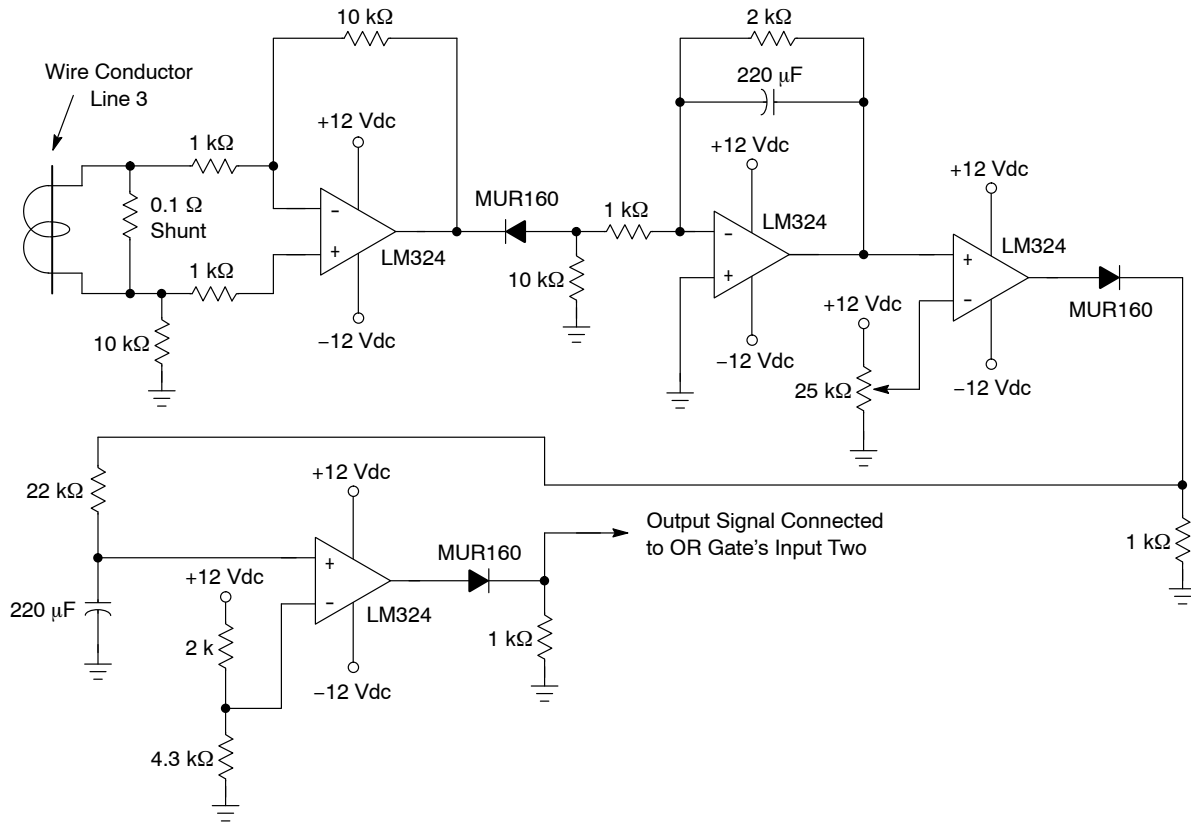 10 kΩ
2 kΩ
Wire Conductor
Line 3
220 μF
+12 Vdc
1 kΩ
+12 Vdc
+12 Vdc
MUR160
0.1 Ω
Shunt
-
+
LM324
1 kΩ
-
+
LM324
+
-
LM324
1 kΩ
10 kΩ
+12 Vdc
MUR160
10 kΩ
−12 Vdc
−12 Vdc
25 kΩ
−12 Vdc
22 kΩ
+12 Vdc
Output Signal Connected
to OR Gate’s Input Two
MUR160
1 kΩ
+
-
+12 Vdc
220 μF
LM324
2 k
1 kΩ
−12 Vdc
4.3 kΩ